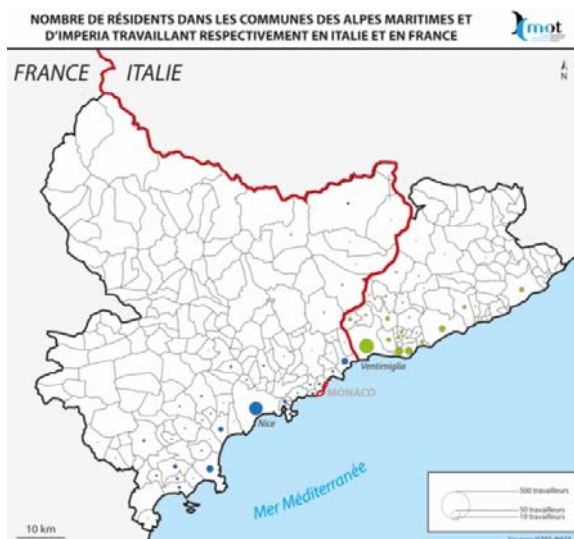 NOMBRE DE RÉSIDENTS DANS LES COMMUNES DES ALPES MARITIMES ET
D'IMPERIA TRAVAILLANT RESPECTIVEMENT EN ITALIE ET EN FRANCE
mot
FRANCE ITALIE
N
Ventimiglia
MONACO
Nice
Mer Méditerranée
500 travailleurs
50 travailleurs
10 travailleurs
10 km